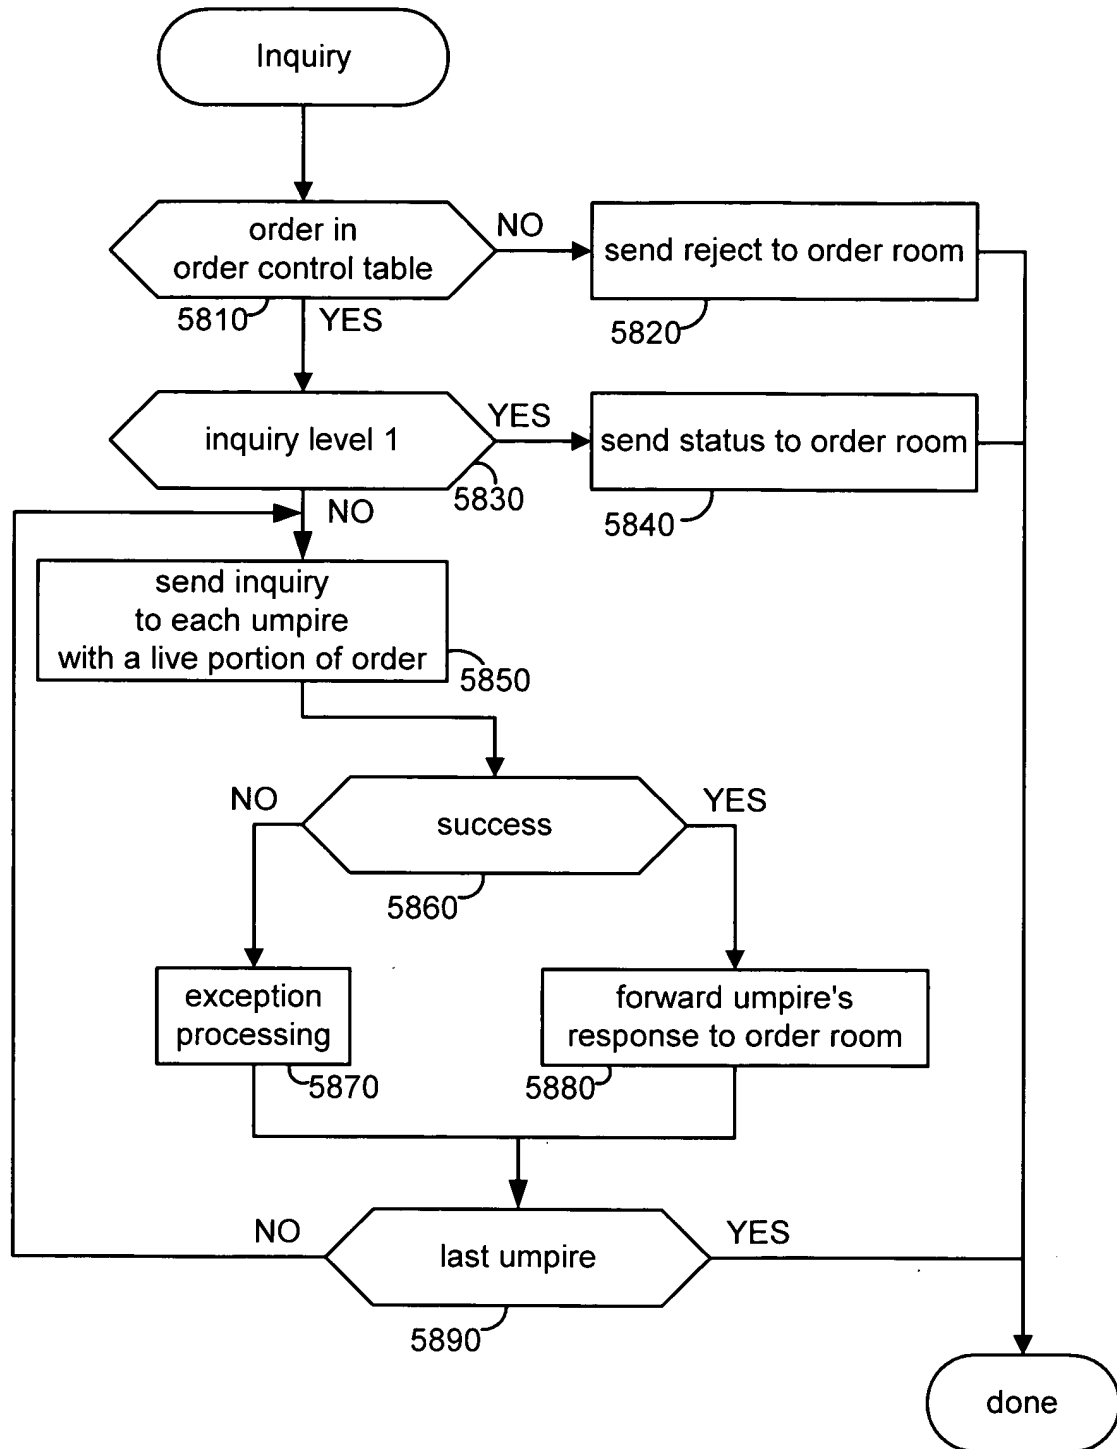 Inquiry
order in
order control table
NO
send reject to order room
5810
YES
5820
inquiry level 1
YES
send status to order room
5830
5840
NO
send inquiry
to each umpire
with a live portion of order
5850
NO
YES
success
5860
exception
processing
forward umpire's
response to order room
5870
5880
NO
YES
last umpire
5890
done